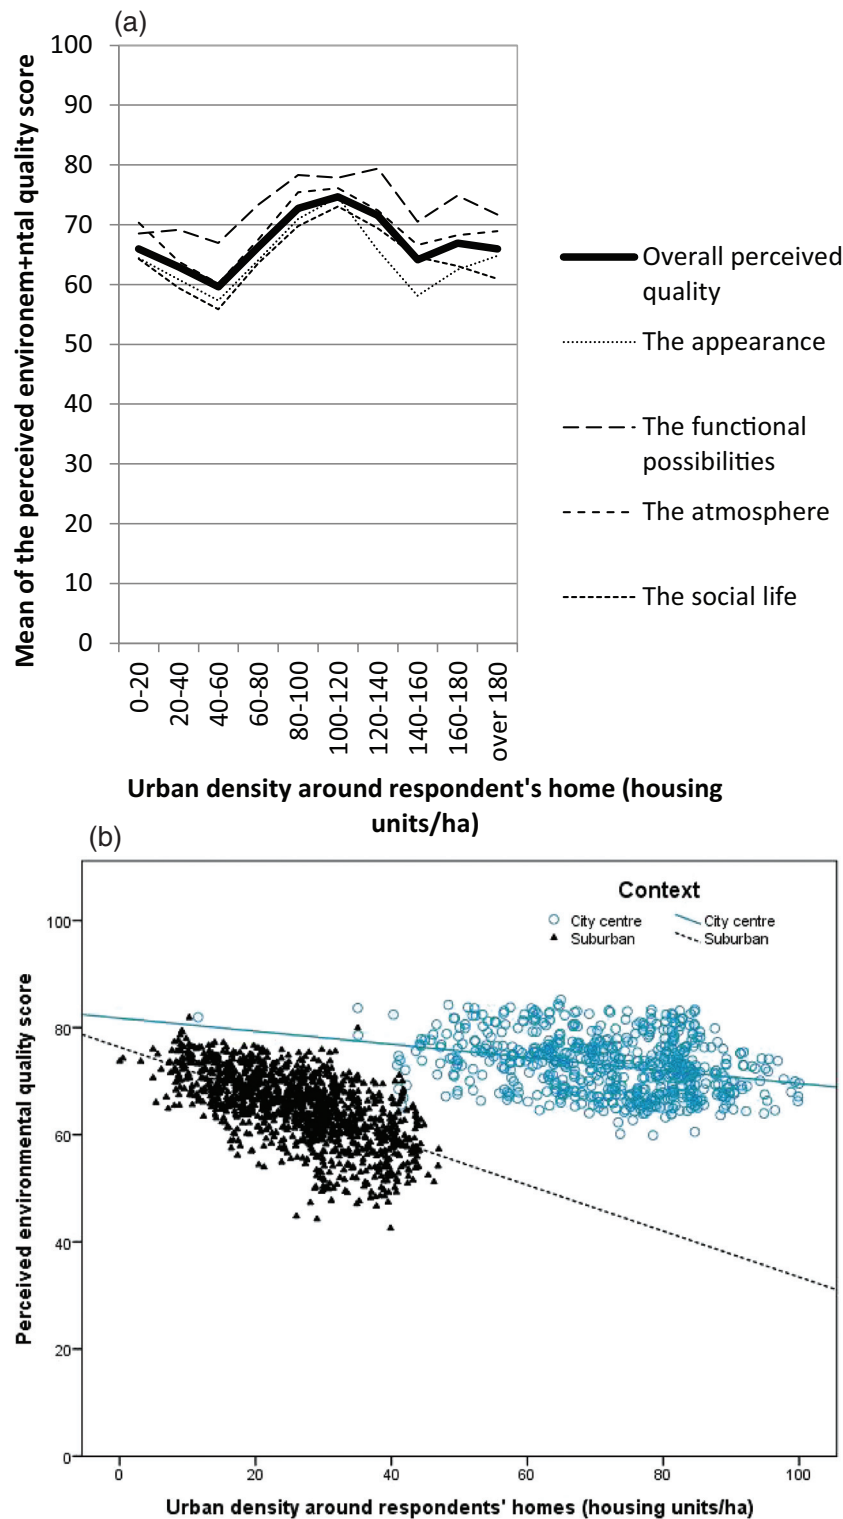 (a)
100
90
80
70
60
50
40
30
20
10
0
Mean of the perceived environem+ntal quality score
0-20
20-40
40-60
60-80
80-100
100-120
120-140
140-160
160-180
over 180
Urban density around respondent's home (housing
units/ha)
Overall perceived
quality
The appearance
The functional
possibilities
The atmosphere
The social life
(b)
Context
City centre
City centre
Suburban
Suburban
100
80
60
40
20
0
Perceived environmental quality score
0
20
40
60
80
100
Urban density around respondents' homes (housing units/ha)